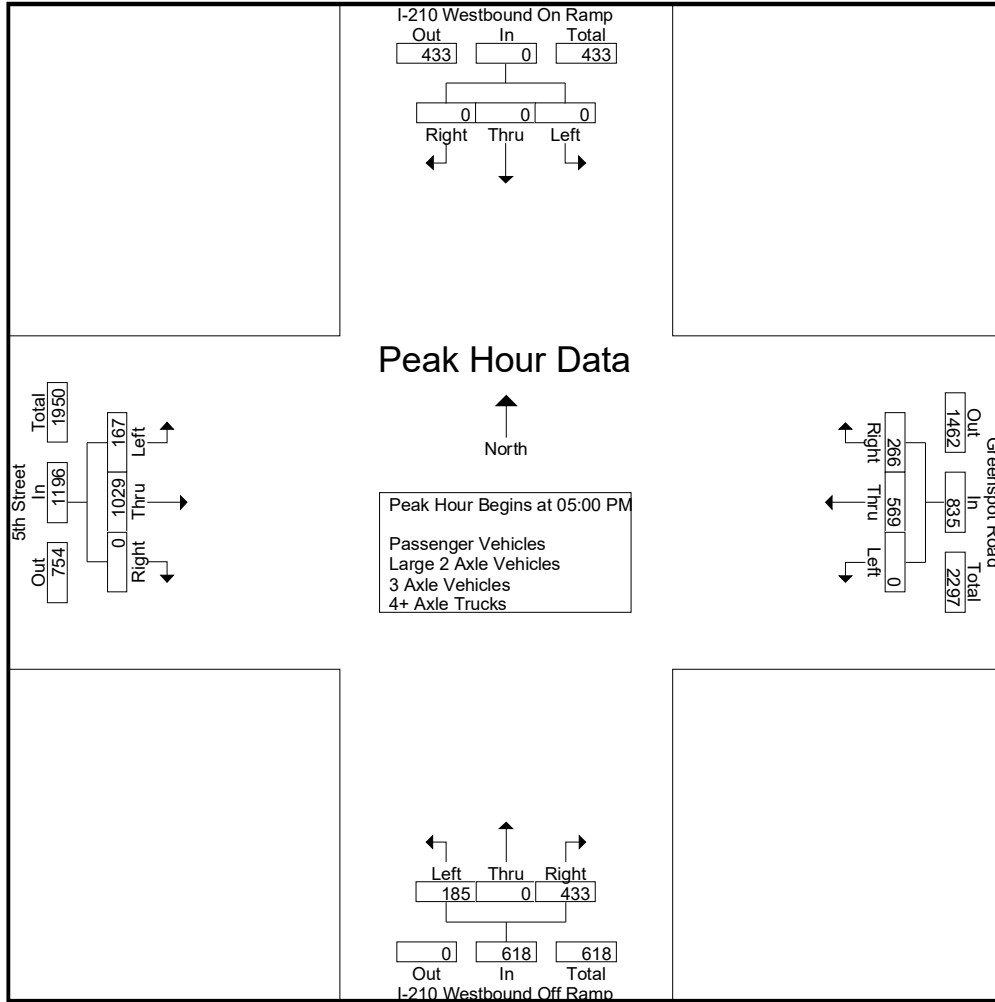 I-210 Westbound On Ramp
Out In Total
433 0 433
0 0 0
Right Thru Left
Peak Hour Data
North
Peak Hour Begins at 05:00 PM
Passenger Vehicles
Large 2 Axle Vehicles
3 Axle Vehicles
4+ Axle Trucks
5th Street
Out In Total
754 1196 1950
0 1029 167
Right Thru Left
Greenspot Road
Out In Total
1462 835 2297
266 569 0
Right Thru Left
Left Thru Right
185 0 433
0 618 618
Out In Total
I-210 Westbound Off Ramp